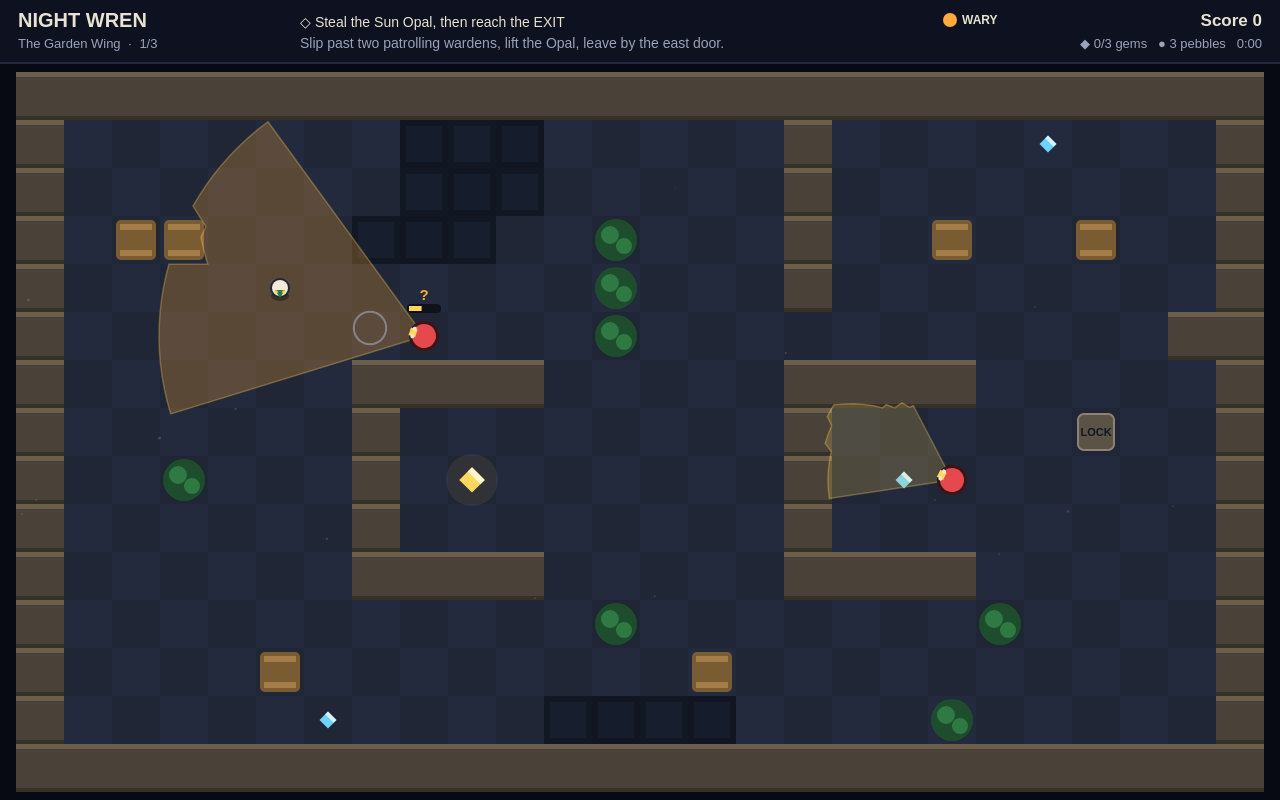 NIGHT WREN
The Garden Wing · 1/3
◇ Steal the Sun Opal, then reach the EXIT
Slip past two patrolling wardens, lift the Opal, leave by the east door.
WARY
Score 0
◆ 0/3 gems ● 3 pebbles 0:00
?
LOCK